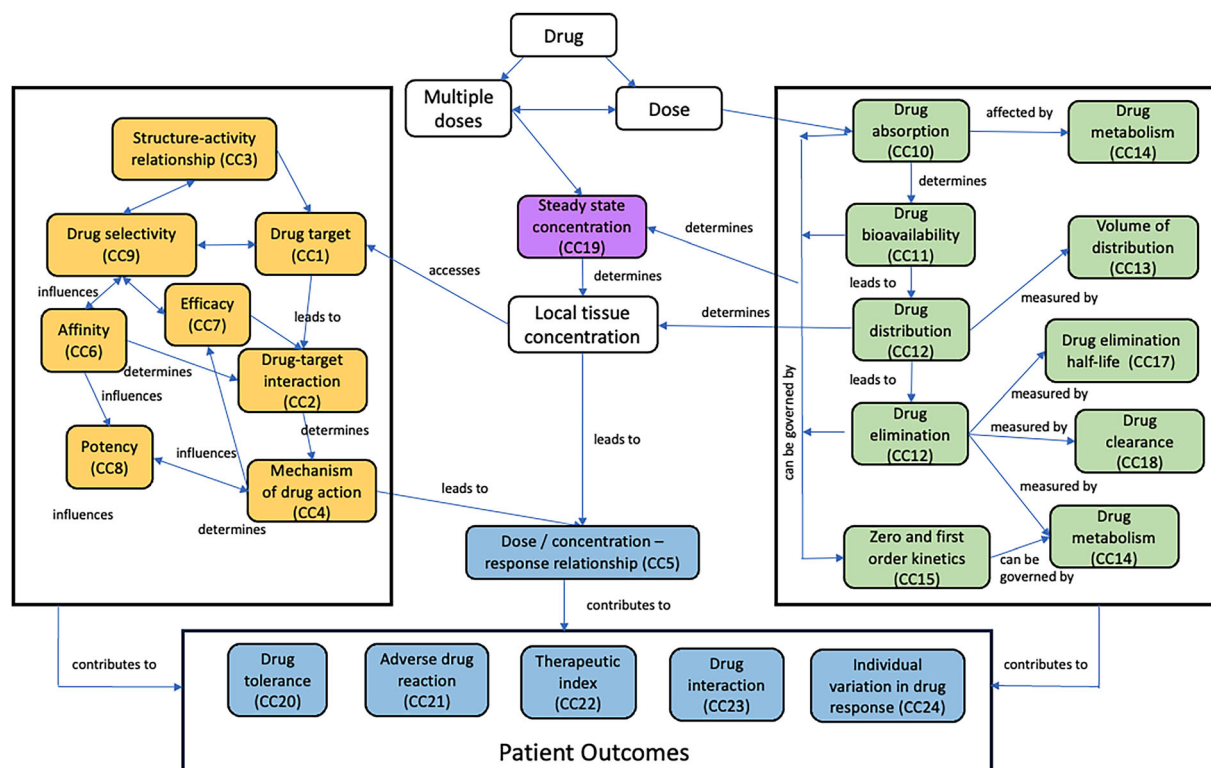 Drug
Multiple
doses
Dose
Structure-activity
relationship (CC3)
Drug selectivity
(CC9)
Drug target
(CC1)
influences
Efficacy
(CC7)
leads to
Affinity
(CC6)
determines
Drug-target
interaction
(CC2)
influences
determines
Potency
(CC8)
influences
Mechanism
of drug action
(CC4)
influences
determines
accesses
leads to
Steady state
concentration
(CC19)
determines
determines
Local tissue
concentration
determines
leads to
Dose / concentration –
response relationship (CC5)
contributes to
Drug
absorption
(CC10)
affected by
Drug
metabolism
(CC14)
determines
Drug
bioavailability
(CC11)
Volume of
distribution
(CC13)
leads to
measured by
Drug
distribution
(CC12)
leads to
Drug elimination
half-life (CC17)
measured by
can be governed by
Drug
elimination
(CC12)
measured by
Drug
clearance
(CC18)
measured by
Zero and first
order kinetics
(CC15)
can be
governed by
Drug
metabolism
(CC14)
contributes to
contributes to
Drug
tolerance
(CC20)
Adverse drug
reaction
(CC21)
Therapeutic
index
(CC22)
Drug
interaction
(CC23)
Individual
variation in drug
response (CC24)
Patient Outcomes